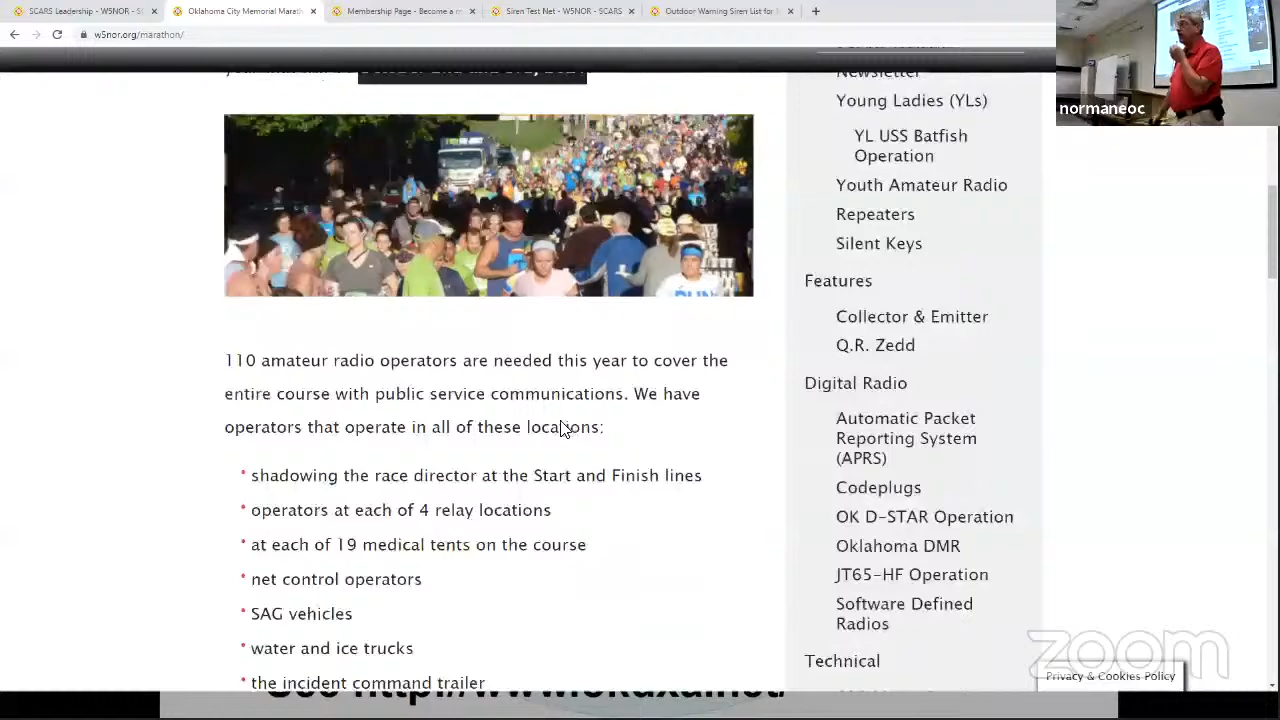 SCARS Leadership - W5NOR - SC
Oklahoma City Memorial Marath
Membership Page - Become a m
Siren Test Net - W5NOR - SCARS
Outdoor Warning Siren List for
w5nor.org/marathon/
normaneoc
Newsletter
Young Ladies (YLs)
YL USS Batfish
Operation
Youth Amateur Radio
Repeaters
Silent Keys
Features
Collector & Emitter
Q.R. Zedd
Digital Radio
Automatic Packet
Reporting System
(APRS)
Codeplugs
OK D-STAR Operation
Oklahoma DMR
JT65-HF Operation
Software Defined
Radios
Technical
110 amateur radio operators are needed this year to cover the
entire course with public service communications. We have
operators that operate in all of these locations:
shadowing the race director at the Start and Finish lines
operators at each of 4 relay locations
at each of 19 medical tents on the course
net control operators
SAG vehicles
water and ice trucks
the incident command trailer
zoom
Privacy & Cookies Policy